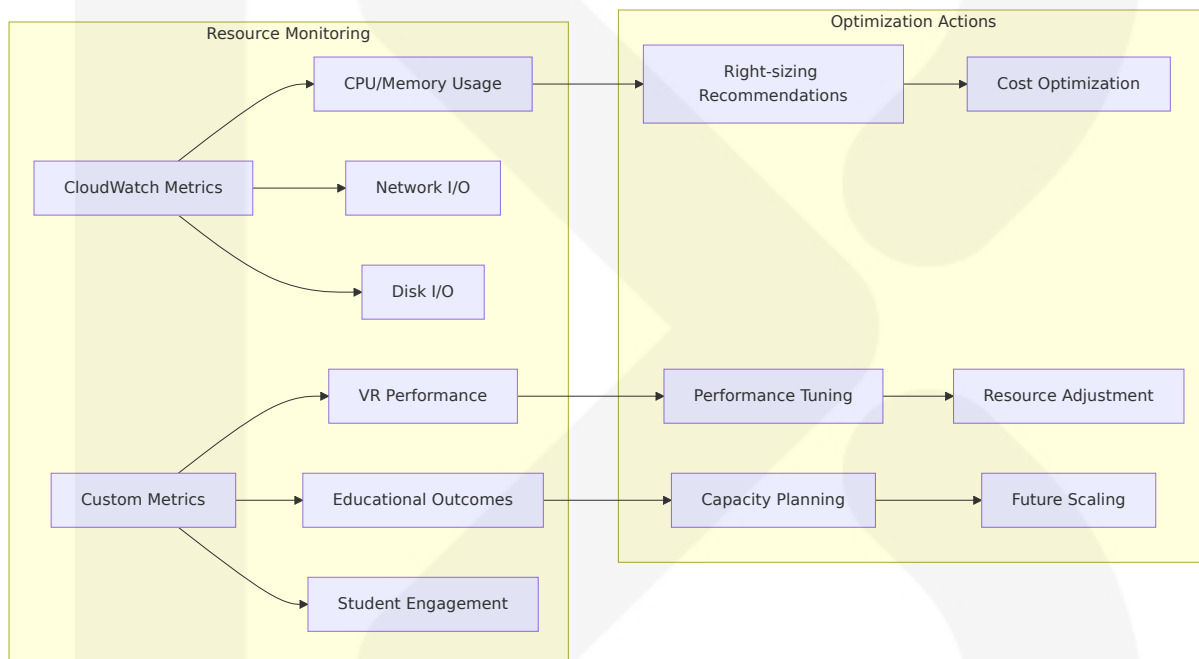 Resource Monitoring
CloudWatch Metrics
CPU/Memory Usage
Network I/O
Disk I/O
Custom Metrics
VR Performance
Educational Outcomes
Student Engagement
Optimization Actions
Right-sizing
Recommendations
Cost Optimization
Performance Tuning
Resource Adjustment
Capacity Planning
Future Scaling